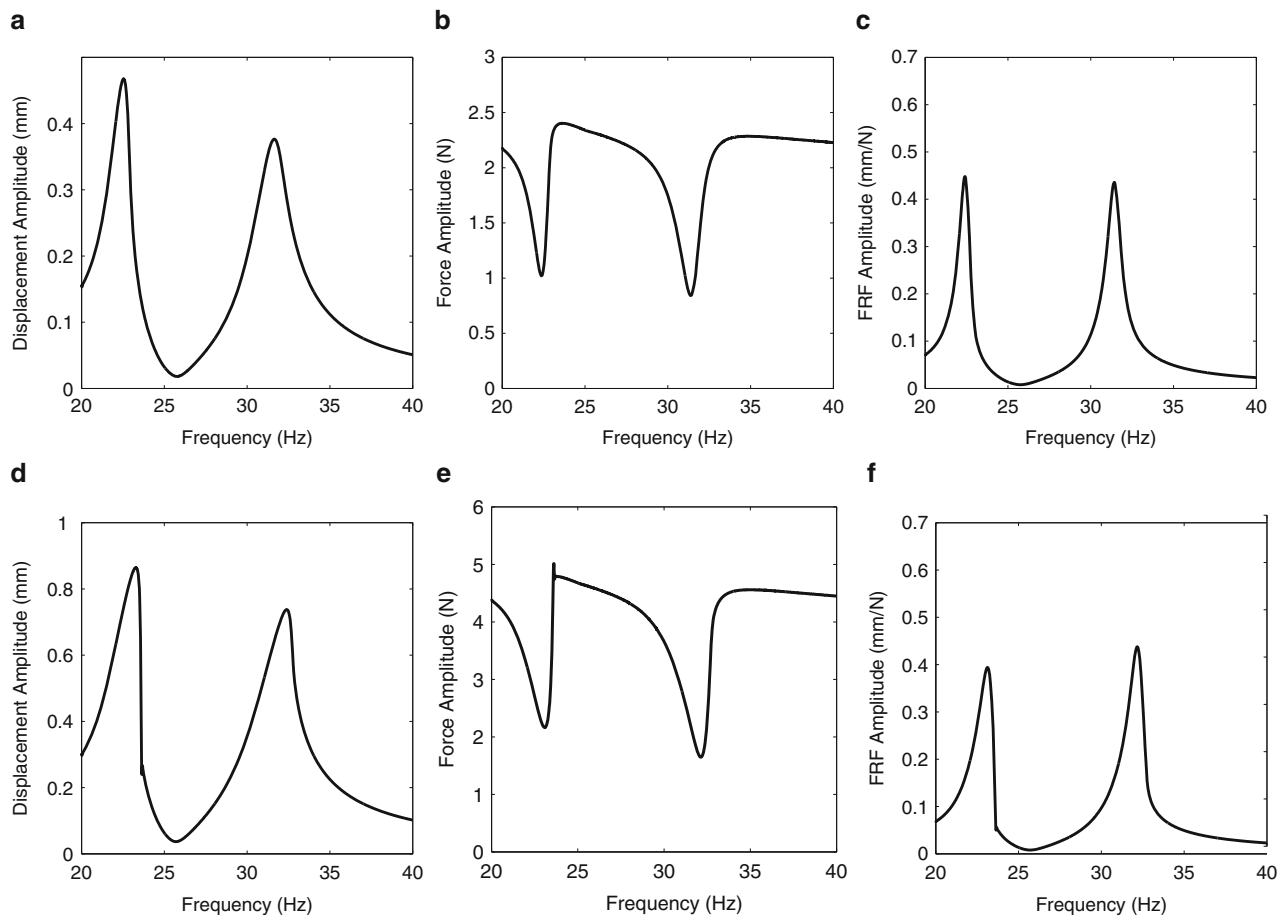 a
Displacement Amplitude (mm)
0.4
0.3
0.2
0.1
0
20 25 30 35 40
Frequency (Hz)
b
Force Amplitude (N)
3
2.5
2
1.5
1
0.5
0
20 25 30 35 40
Frequency (Hz)
c
FRF Amplitude (mm/N)
0.7
0.6
0.5
0.4
0.3
0.2
0.1
0
20 25 30 35 40
Frequency (Hz)
d
Displacement Amplitude (mm)
1
0.8
0.6
0.4
0.2
0
20 25 30 35 40
Frequency (Hz)
e
Force Amplitude (N)
6
5
4
3
2
1
0
20 25 30 35 40
Frequency (Hz)
f
FRF Amplitude (mm/N)
0.7
0.6
0.5
0.4
0.3
0.2
0.1
0
20 25 30 35 40
Frequency (Hz)